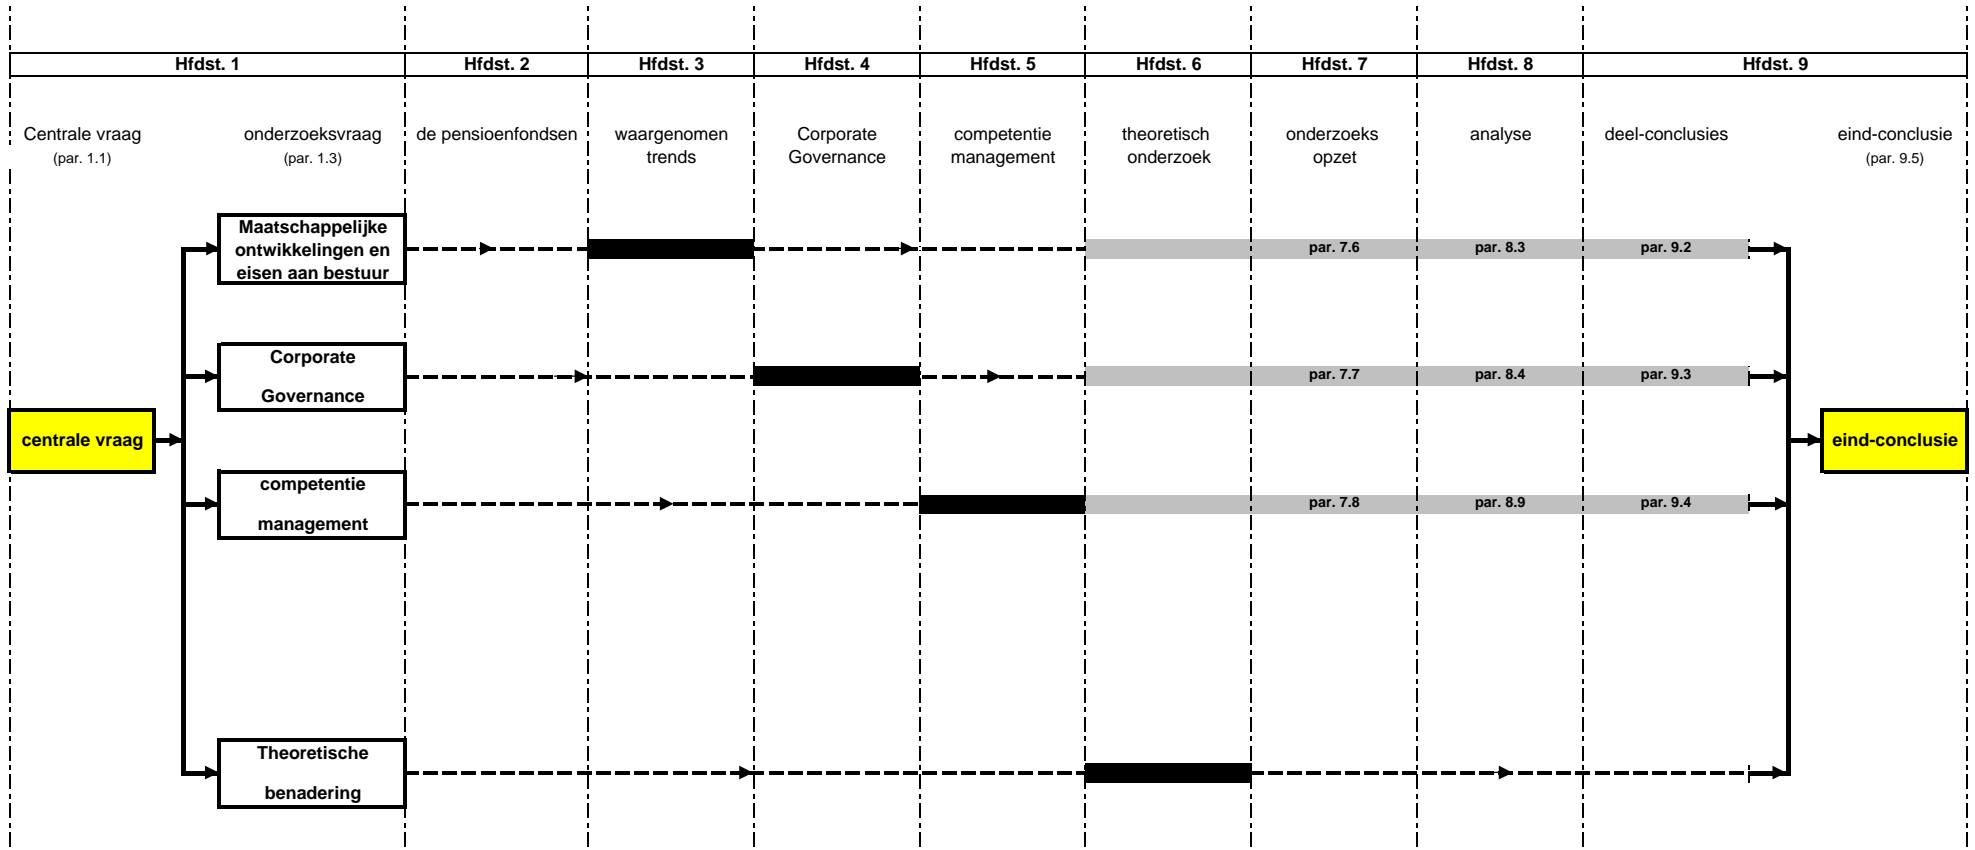 Hfdst. 1 Hfdst. 2 Hfdst. 3 Hfdst. 4 Hfdst. 5 Hfdst. 6 Hfdst. 7 Hfdst. 8 Hfdst. 9
Centrale vraag
(par. 1.1)
onderzoeksvraag
(par. 1.3)
de pensioenfondsen
waargenomen
trends
Corporate
Governance
competentie
management
theoretisch
onderzoek
onderzoeks
opzet
analyse
deel-conclusies
eind-conclusie
(par. 9.5)
Maatschappelijke
ontwikkelingen en
eisen aan bestuur
par. 7.6 par. 8.3 par. 9.2
Corporate
Governance
par. 7.7 par. 8.4 par. 9.3
centrale vraag
eind-conclusie
competentie
management
par. 7.8 par. 8.9 par. 9.4
Theoretische
benadering